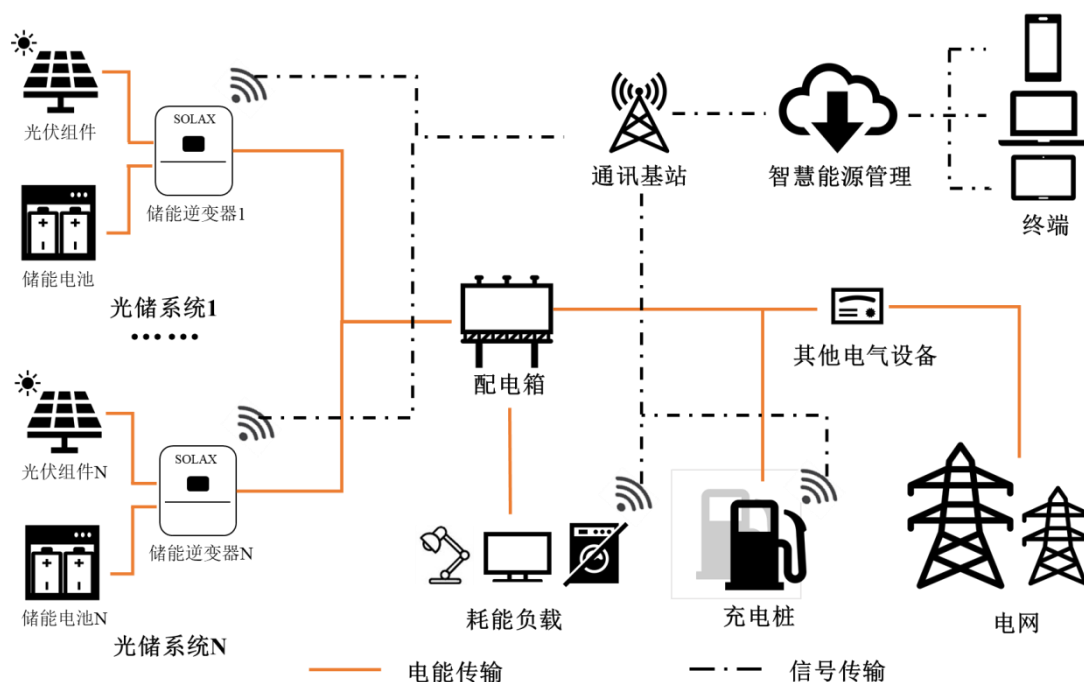 光伏组件
SOLAX
储能逆变器1
储能电池
光储系统1
……
通讯基站
智慧能源管理
终端
配电箱
其他电气设备
光伏组件N
SOLAX
储能逆变器N
储能电池N
光储系统N
耗能负载
充电桩
电网
电能传输
信号传输